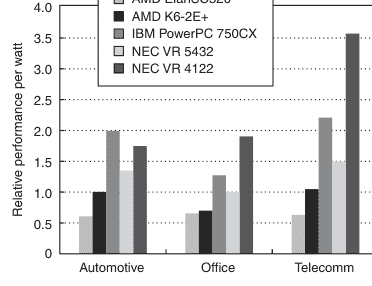 4.0
AMD ElanSC520
AMD K6-2E+
3.5
IBM PowerPC 750CX
NEC VR 5432
3.0
NEC VR 4122
2.5
2.0
1.5
1.0
0.5
0
Relative performance per watt
Automotive Office Telecomm